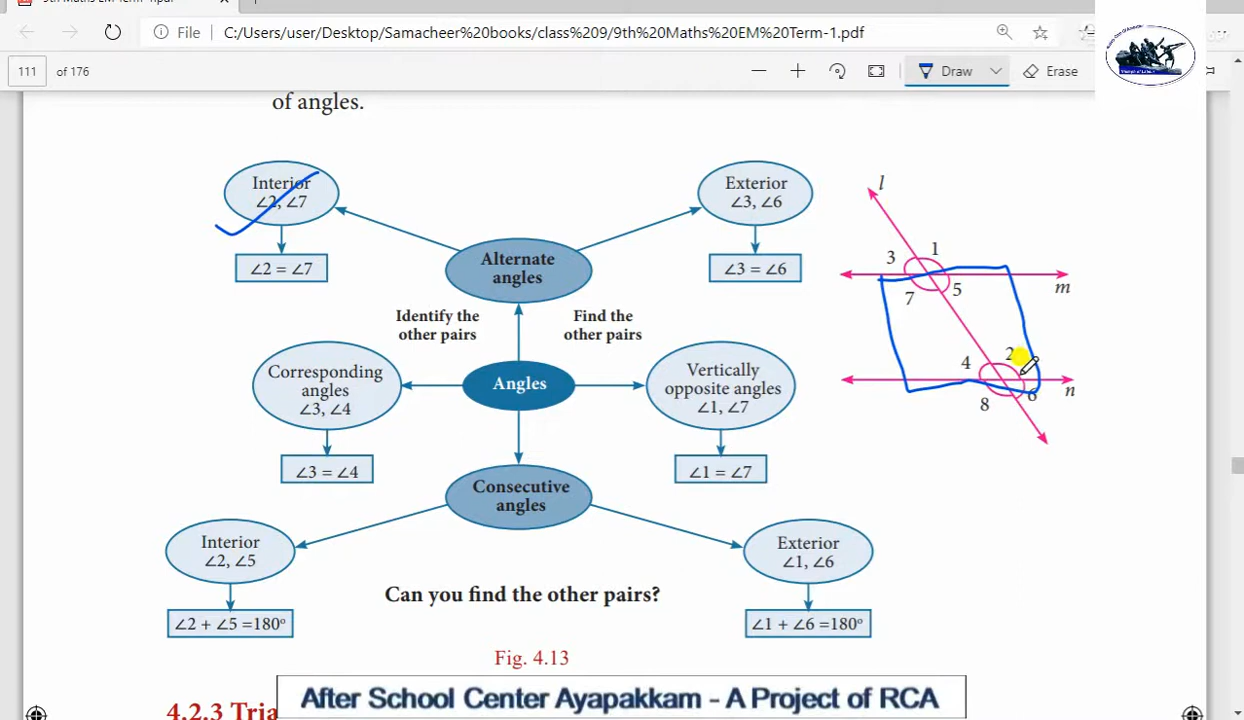 File
C:/Users/user/Desktop/Samacheer%20books/class%209/9th%20Maths%20EM%20Term-1.pdf
111
of 176
Draw
Erase
of angles.
Interior
∠2, ∠7
∠2 = ∠7
Alternate
angles
Exterior
∠3, ∠6
∠3 = ∠6
Identify the
other pairs
Find the
other pairs
Corresponding
angles
∠3, ∠4
∠3 = ∠4
Angles
Vertically
opposite angles
∠1, ∠7
∠1 = ∠7
Consecutive
angles
Interior
∠2, ∠5
∠2 + ∠5 =180°
Exterior
∠1, ∠6
∠1 + ∠6 =180°
Can you find the other pairs?
l
3
1
7
5
m
4
2
8
6
n
Fig. 4.13
4.2.3 Tria
After School Center Ayapakkam - A Project of RCA